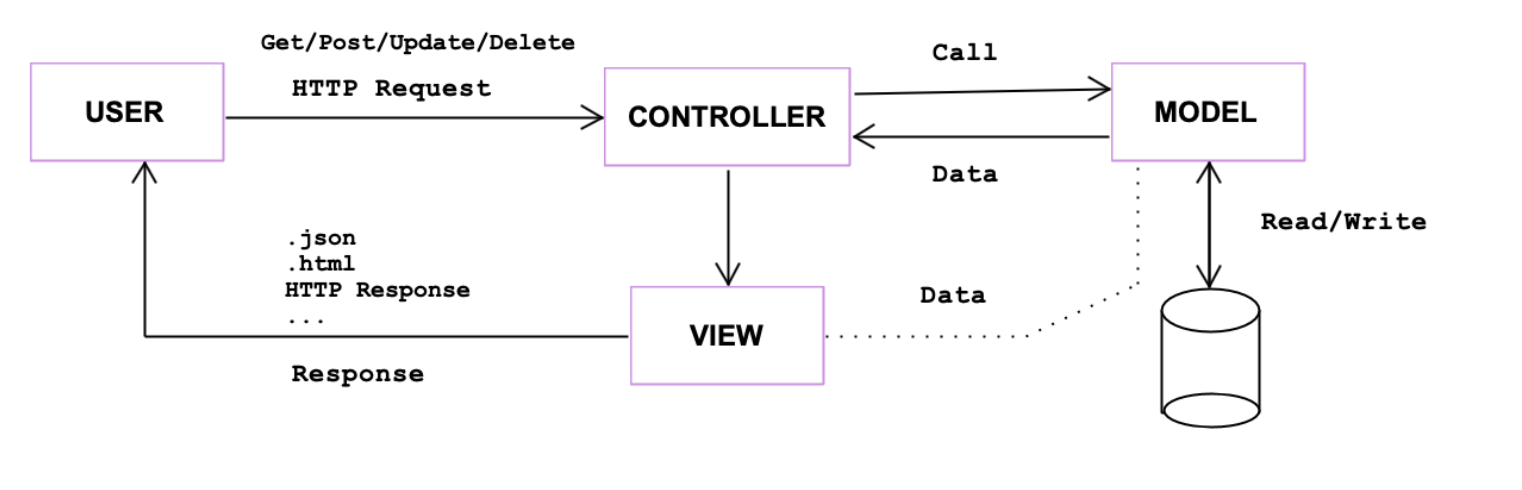 Get/Post/Update/Delete
HTTP Request
USER
CONTROLLER
Call
MODEL
Data
Read/Write
.json
.html
HTTP Response
...
Response
VIEW
Data